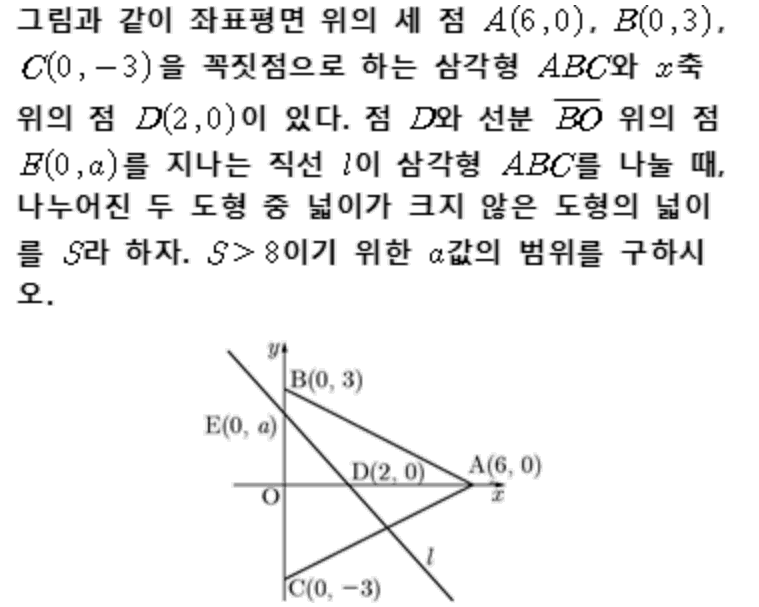 그림과 같이 좌표평면 위의 세 점 A(6,0), B(0,3),
C(0,-3)을 꼭짓점으로 하는 삼각형 ABC와 x축
위의 점 D(2,0)이 있다. 점 D와 선분 B̅O̅ 위의 점
E(0,a)를 지나는 직선 l이 삼각형 ABC를 나눌 때,
나누어진 두 도형 중 넓이가 크지 않은 도형의 넓이
를 S라 하자. S>8이기 위한 a값의 범위를 구하시
오.
y
B(0, 3)
E(0, a)
D(2, 0)
A(6, 0)
O
x
l
C(0, -3)